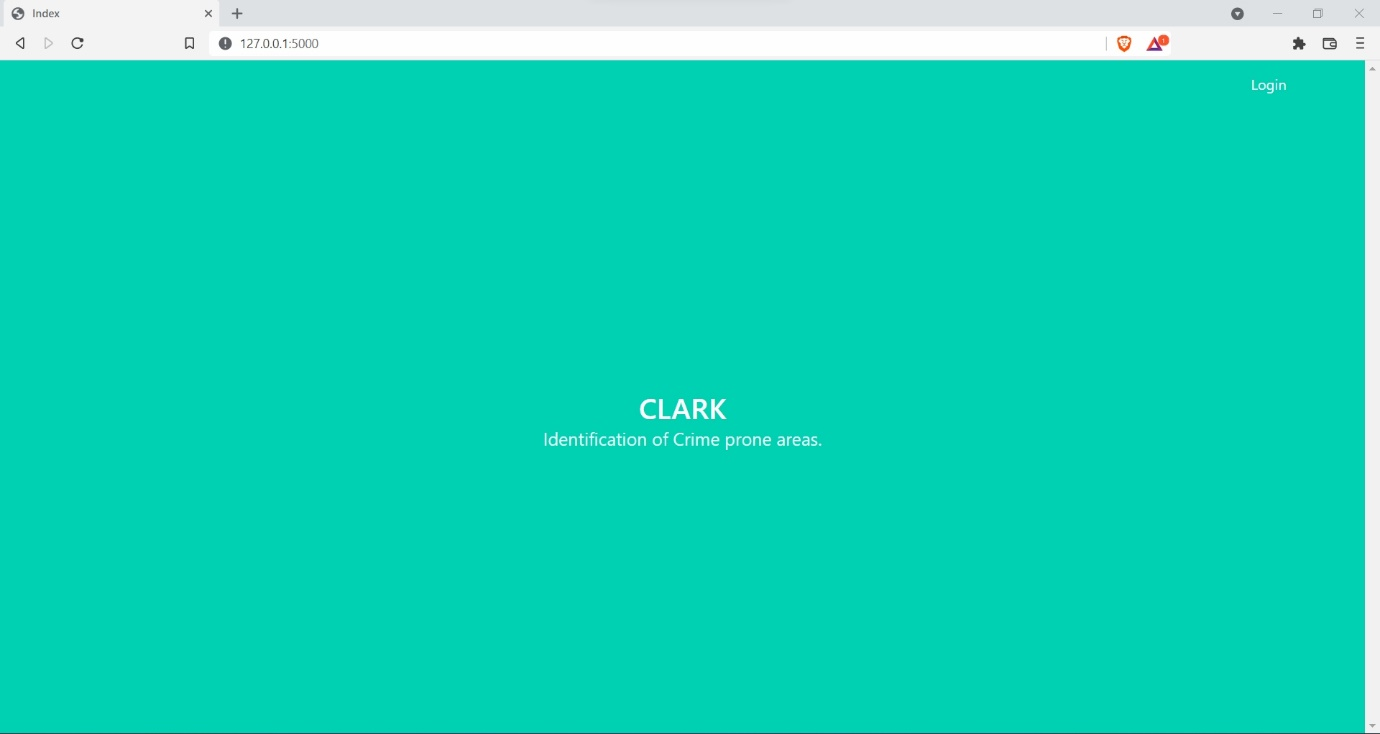 Index
127.0.0.1:5000
Login
CLARK
Identification of Crime prone areas.